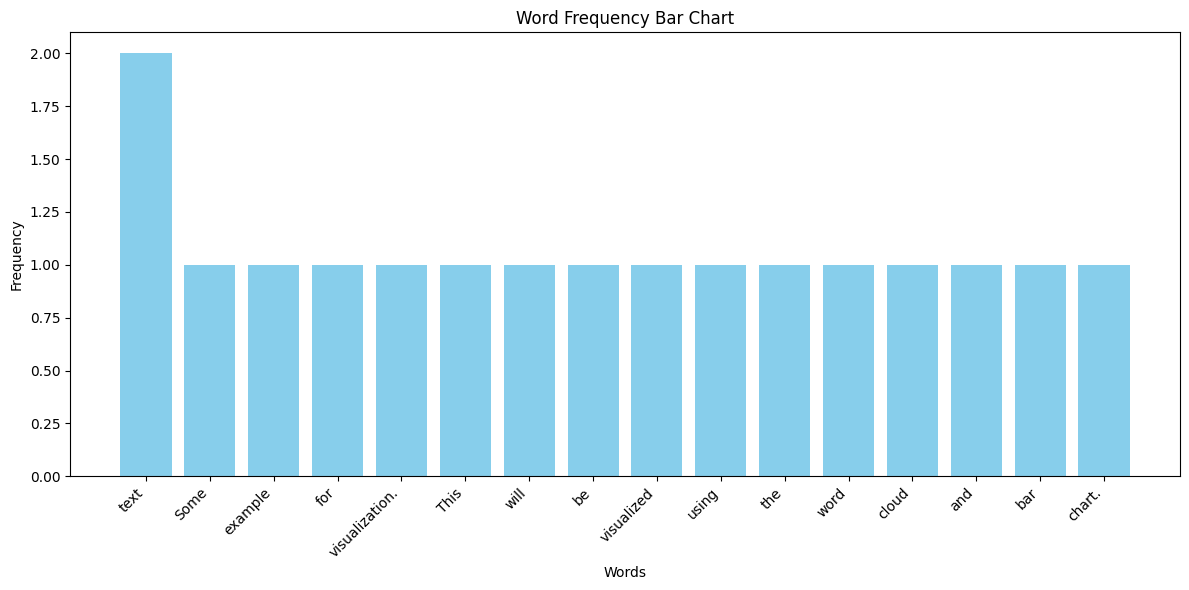 Word Frequency Bar Chart
2.00
1.75
1.50
1.25
1.00
0.75
0.50
0.25
0.00
Frequency
text
Some
example
for
visualization.
This
will
be
visualized
using
the
word
cloud
and
bar
chart.
Words